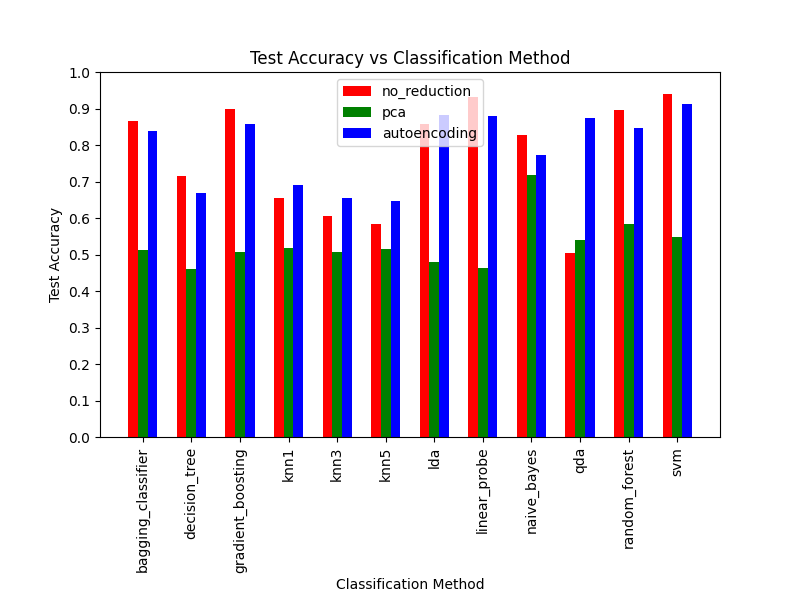 Test Accuracy vs Classification Method
1.0
0.9
0.8
0.7
0.6
0.5
0.4
0.3
0.2
0.1
0.0
Test Accuracy
no_reduction
pca
autoencoding
bagging_classifier
decision_tree
gradient_boosting
knn1
knn3
knn5
lda
linear_probe
naive_bayes
qda
random_forest
svm
Classification Method